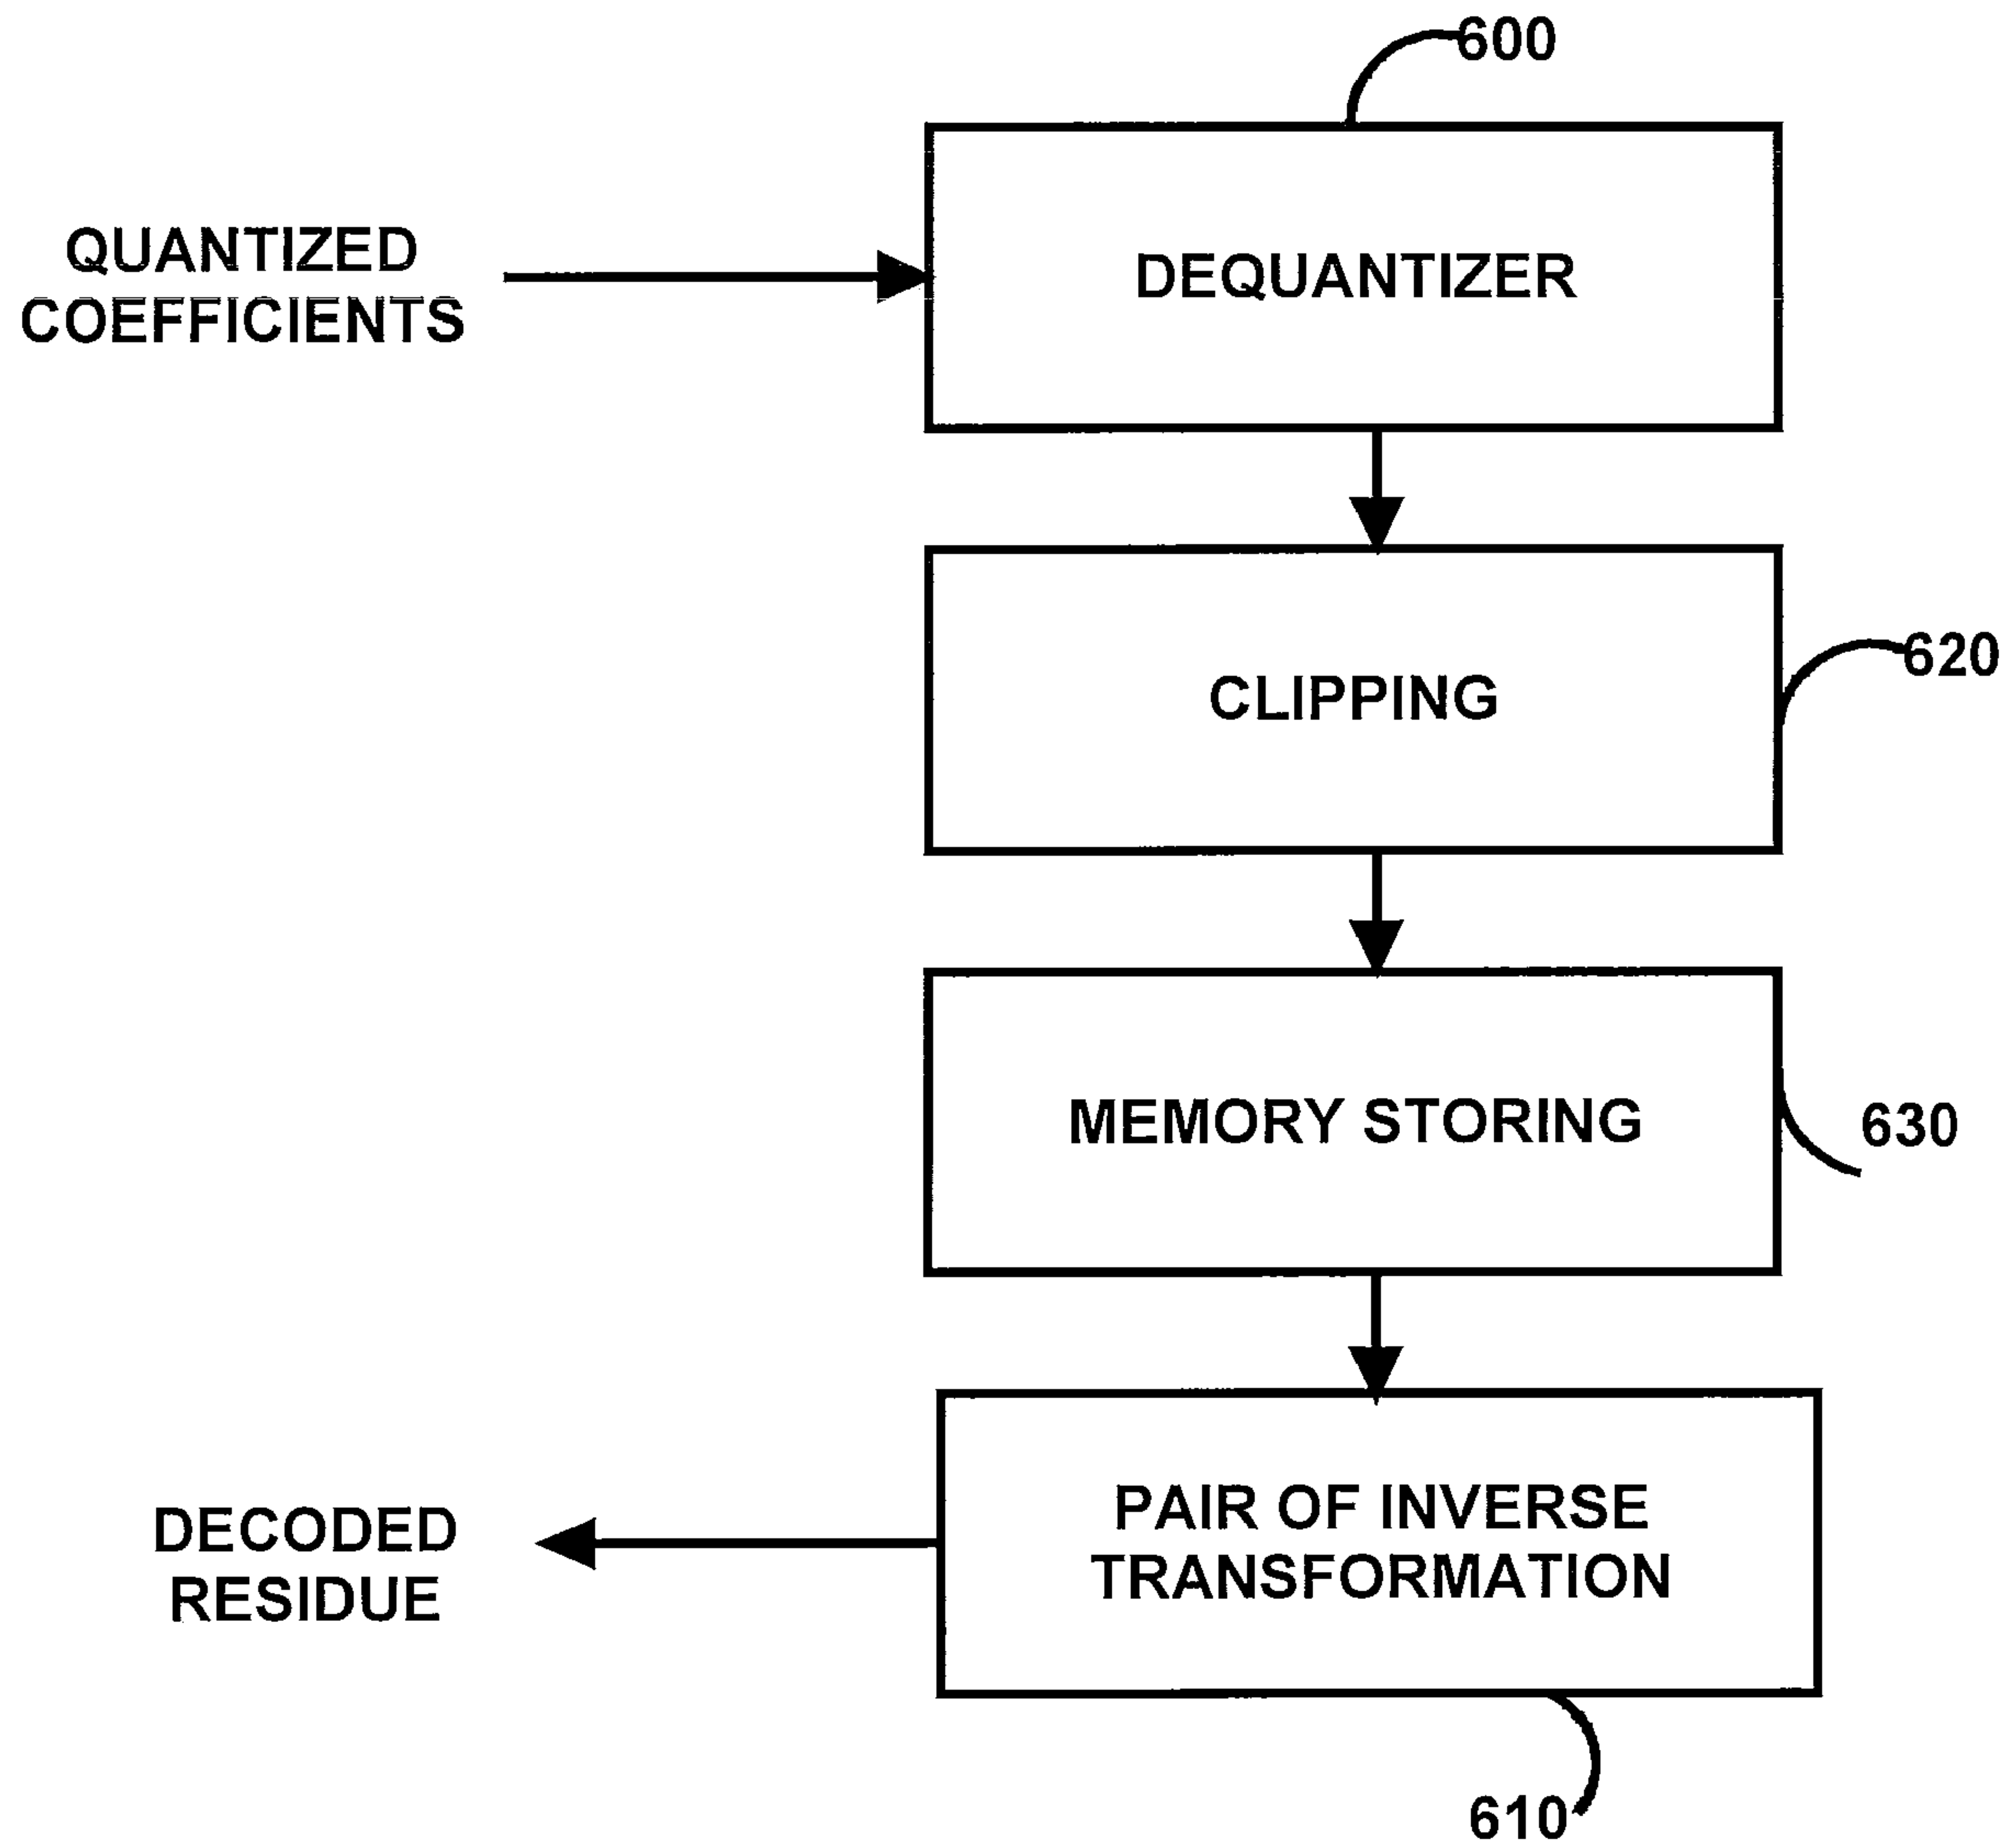 600
QUANTIZED
COEFFICIENTS
DEQUANTIZER
620
CLIPPING
MEMORY STORING
630
PAIR OF INVERSE
TRANSFORMATION
DECODED
RESIDUE
610